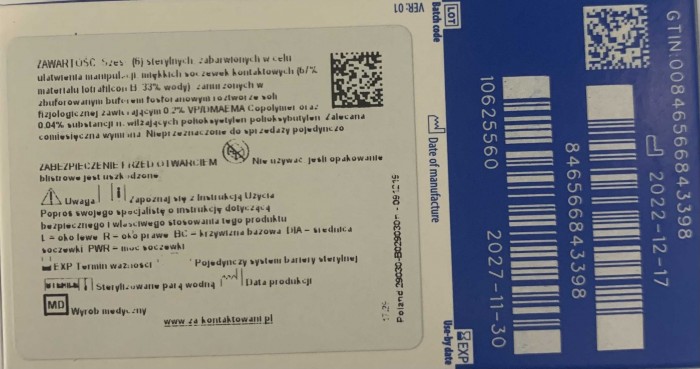 ZAWARTOŚĆ: Sześć (6) sterylnych, zabarwionych w celu
ułatwienia manipulacji, miękkich soczewek kontaktowych (67%
materiału lotrafilcon B, 33% wody), zanurzonych w
zbuforowanym buforem fosforanowym roztworze soli
fizjologicznej zawierającym 0.2% VP/DMAEMA Copolymer oraz
0.04% substancji nawilżających polioksyetylen polioksybutylen. Zalecana
comiesięczna wymiana. Nieprzeznaczone do sprzedaży pojedynczo
ZABEZPIECZENIE PRZED OTWARCIEM
Nie używać jeśli opakowanie
blistrowe jest uszkodzone
Uwaga
Zapoznaj się z Instrukcją Użycia
Poproś swojego specjalistę o instrukcję dotyczącą
bezpiecznego i właściwego stosowania tego produktu
L = oko lewe R = oko prawe BC = krzywizna bazowa DIA = średnica
soczewki PWR = moc soczewki
EXP Termin ważności
Pojedynczy system bariery sterylnej
STERILE Sterylizowane parą wodną
Data produkcji
MD Wyrób medyczny
www.za kontaktowani.pl
VER: 01
LOT
Batch code
10625560
Date of manufacture
2022-12-17
EXP
Use-by date
2027-11-30
84656684 3398
GTIN:00846566843398